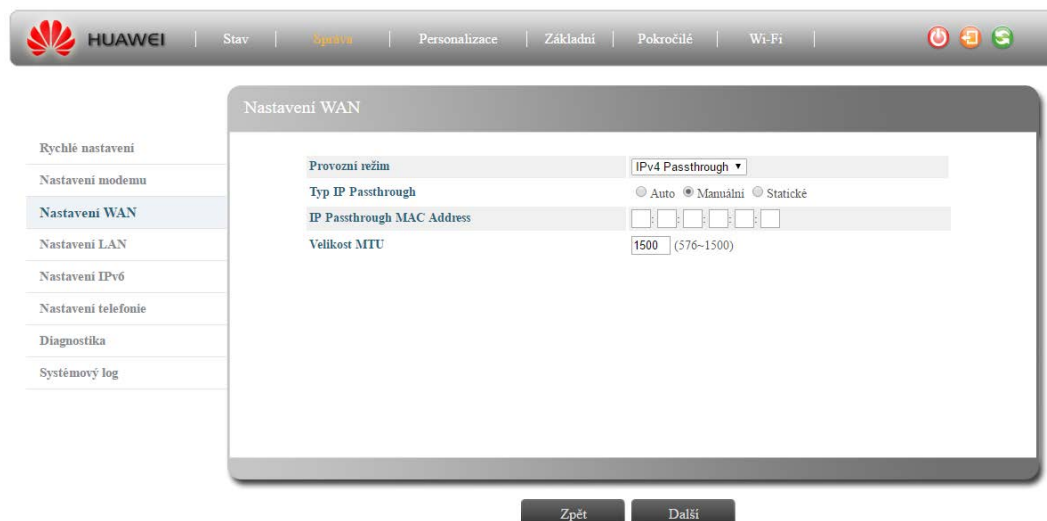 HUAWEI | Stav | Správa | Personalizace | Základní | Pokročilé | Wi-Fi |
Nastavení WAN
Rychlé nastavení
Nastavení modemu
Nastavení WAN
Nastavení LAN
Nastavení IPv6
Nastavení telefonie
Diagnostika
Systémový log
Provozní režim IPv4 Passthrough
Typ IP Passthrough Auto Manuální Statické
IP Passthrough MAC Address : : : : :
Velikost MTU 1500 (576~1500)
Zpět Další